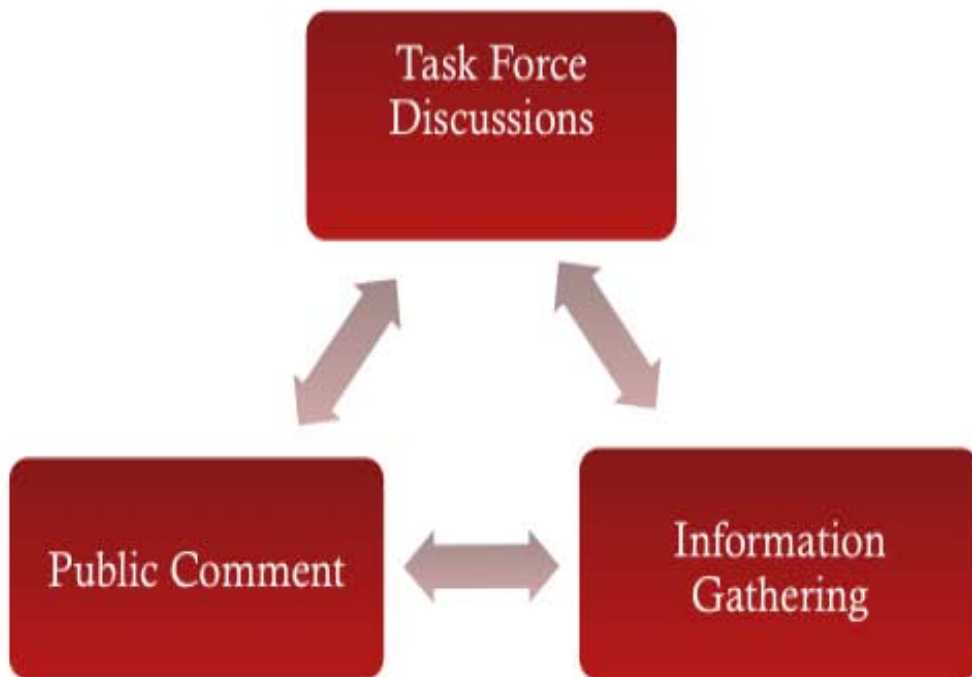 Task Force
Discussions
Public Comment
Information
Gathering